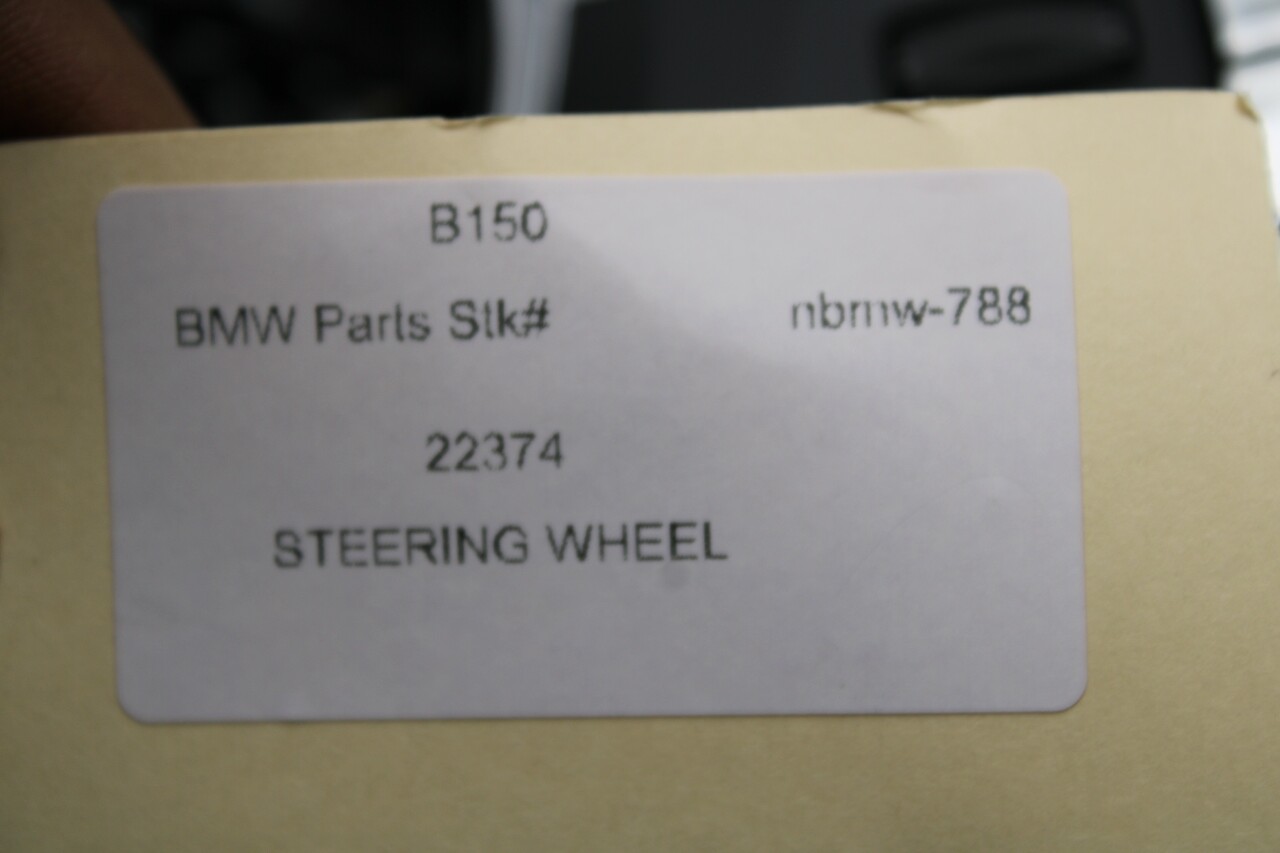 B150
BMW Parts Stk# nbmw-788
22374
STEERING WHEEL